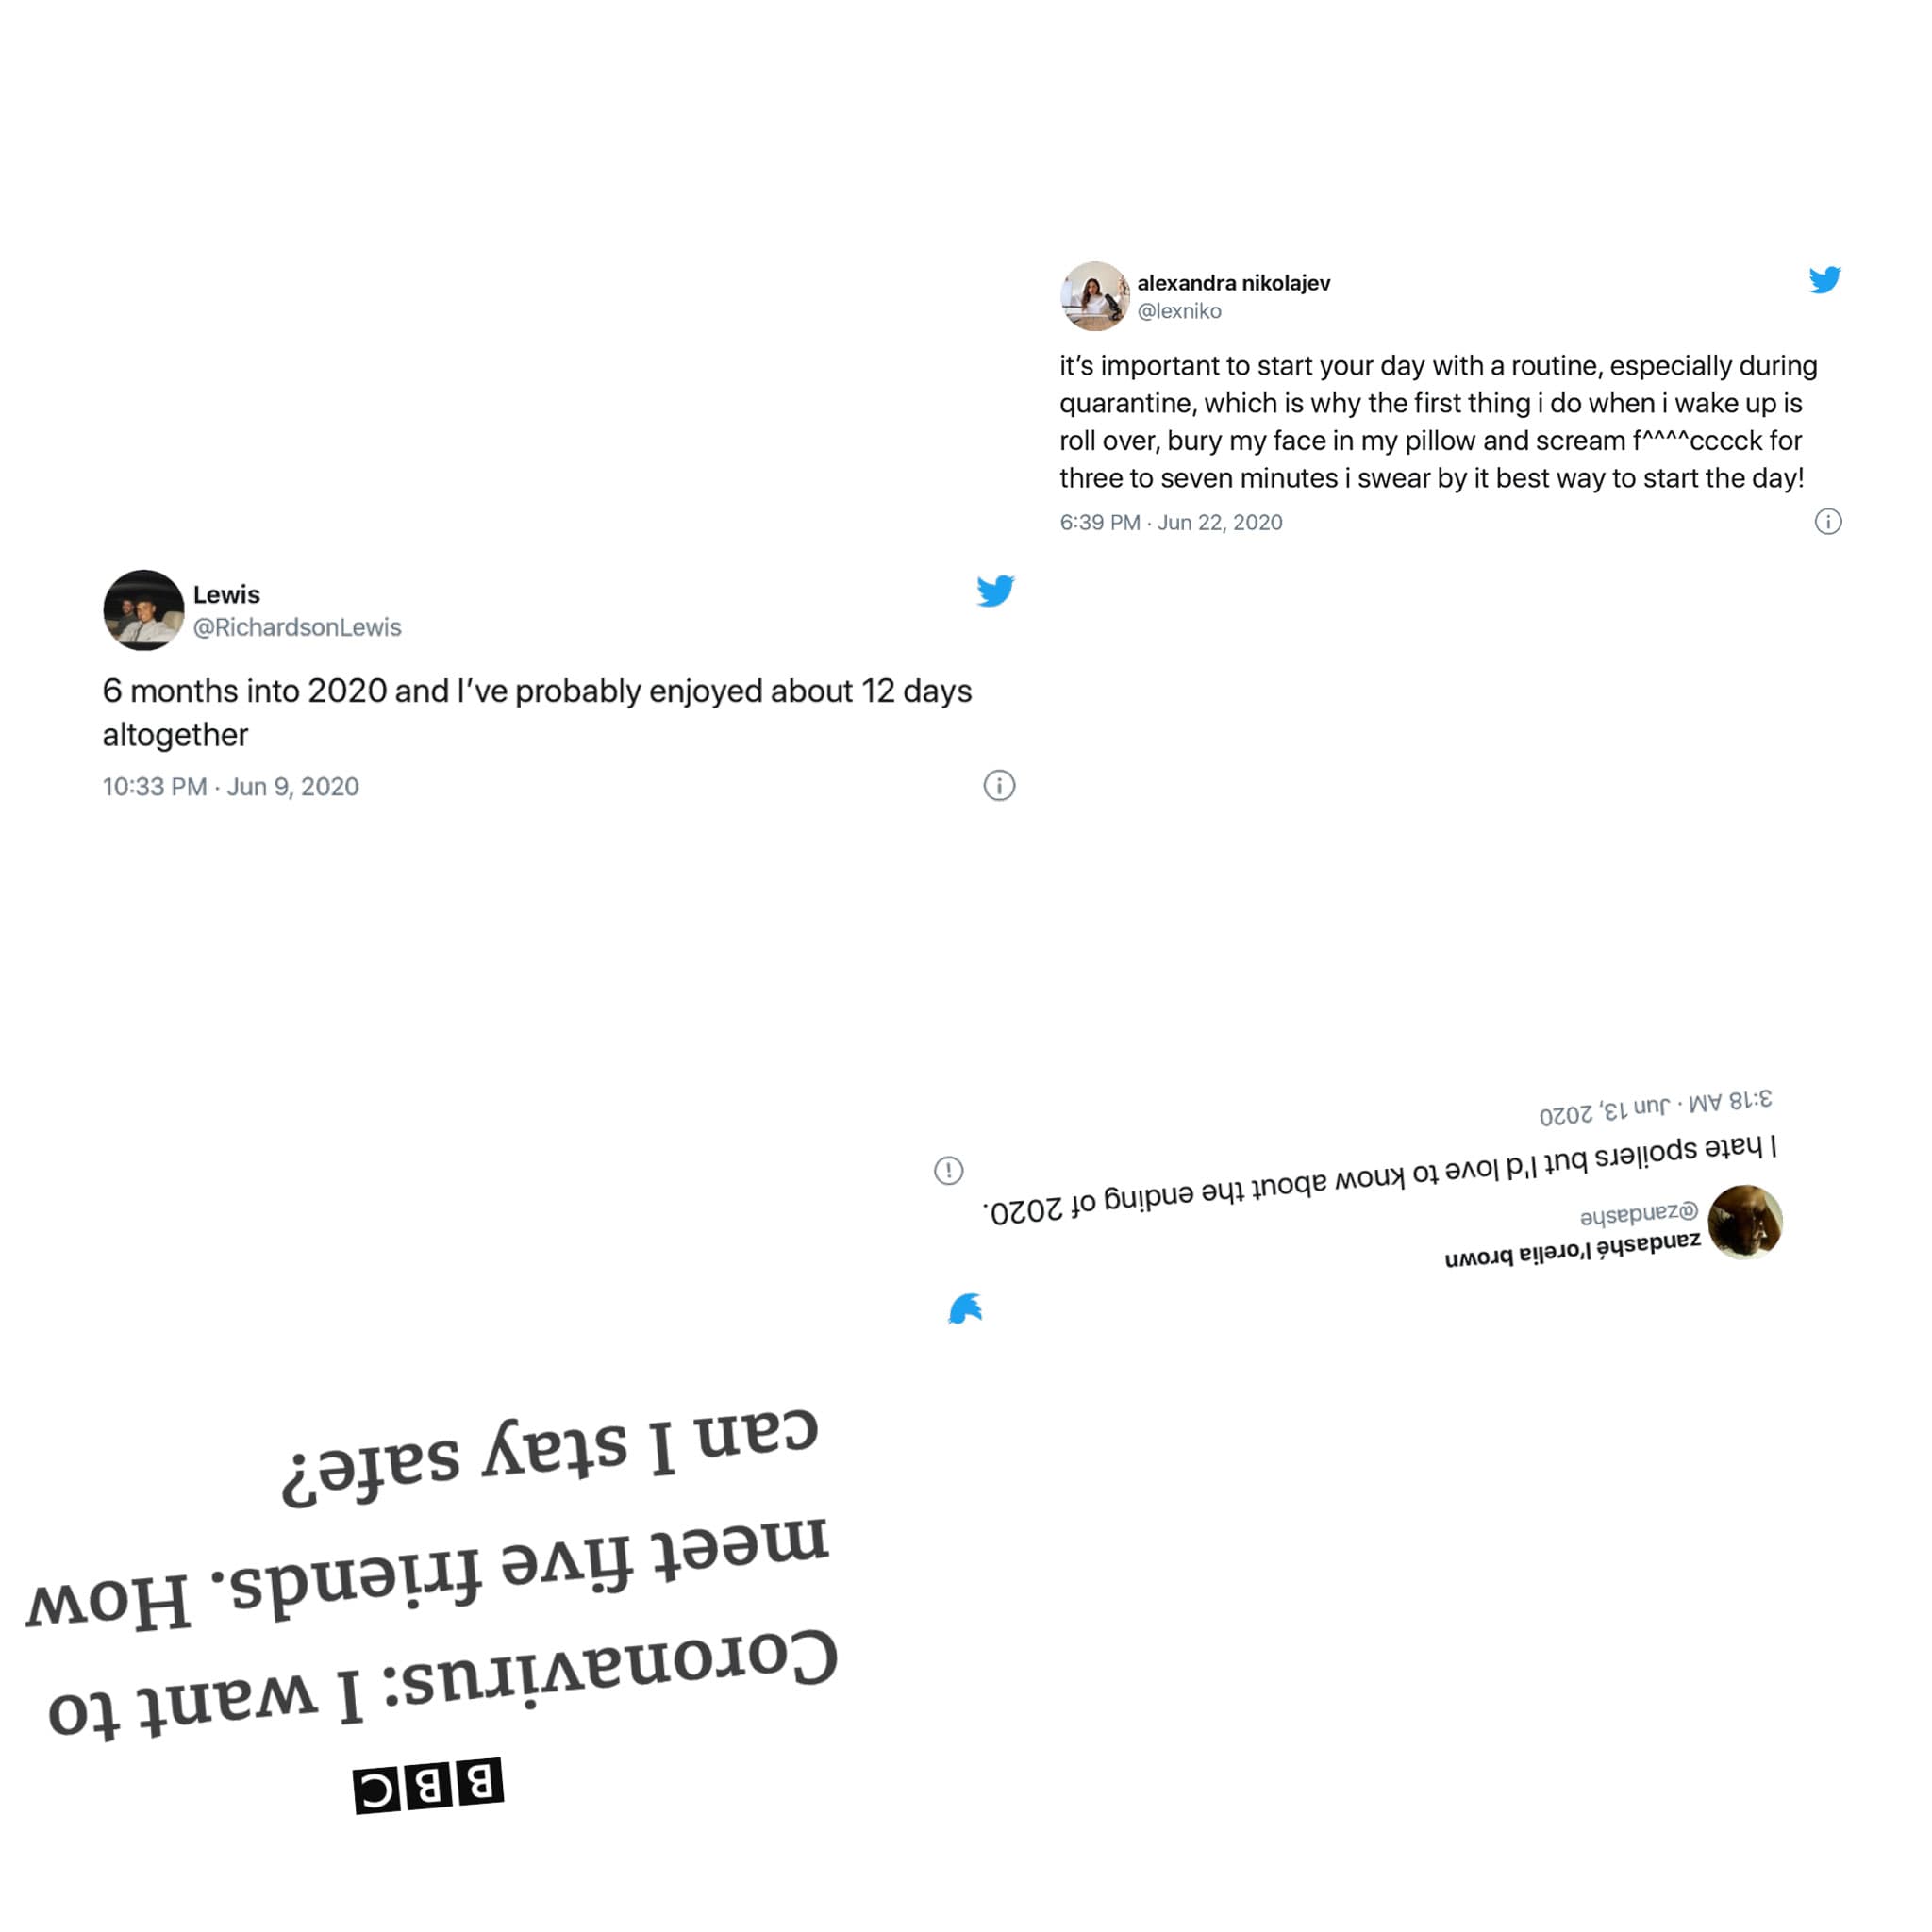 alexandra nikolajev
@lexniko
it’s important to start your day with a routine, especially during
quarantine, which is why the first thing i do when i wake up is
roll over, bury my face in my pillow and scream f^^^^cccck for
three to seven minutes i swear by it best way to start the day!
6:39 PM · Jun 22, 2020
Lewis
@RichardsonLewis
6 months into 2020 and I’ve probably enjoyed about 12 days
altogether
10:33 PM · Jun 9, 2020
zandashé l'orelia brown
@zandashe
I hate spoilers but I'd love to know about the ending of 2020.
3:18 AM · Jun 13, 2020
BBC
Coronavirus: I want to
meet five friends. How
can I stay safe?